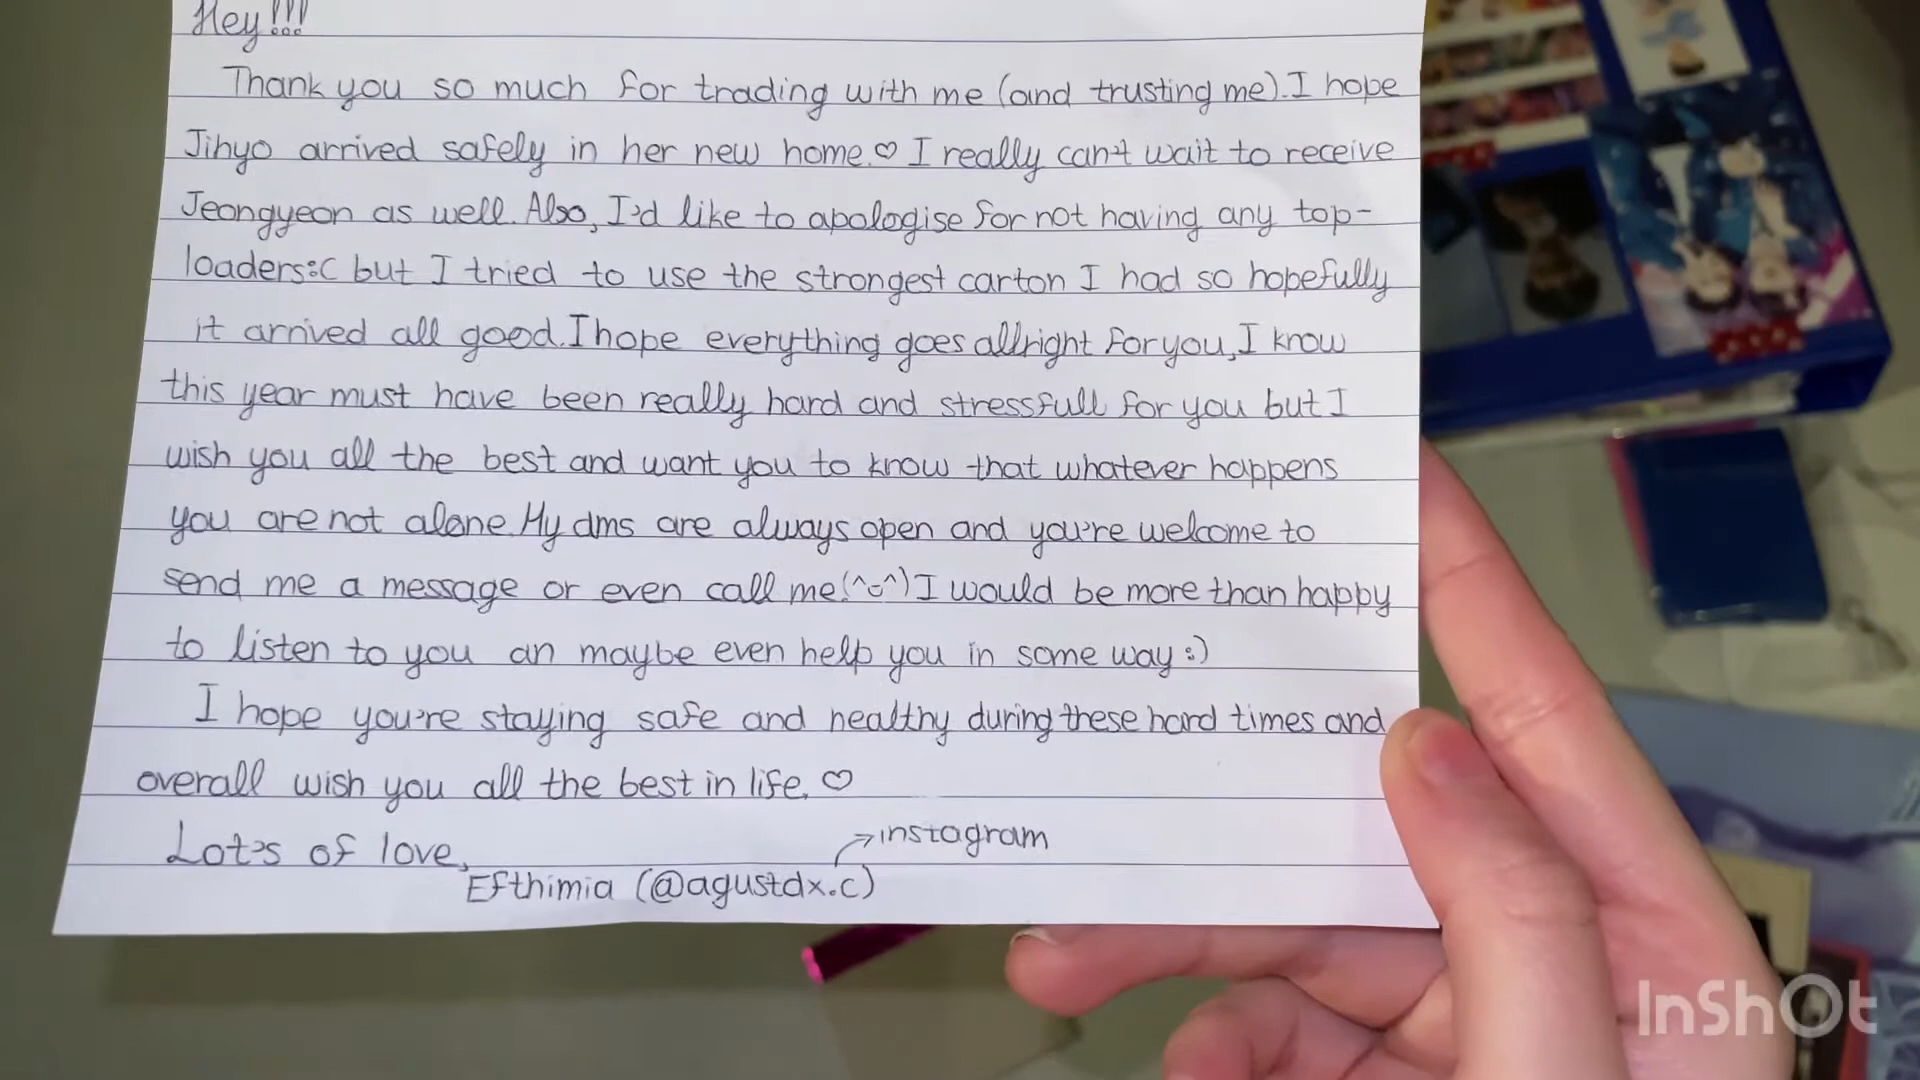 Hey!!!
Thank you so much for trading with me (and trusting me). I hope
Jihyo arrived safely in her new home.♡ I really can't wait to receive
Jeongyeon as well. Also, I'd like to apologise for not having any top-
loaders:c but I tried to use the strongest carton I had so hopefully
it arrived all good. I hope everything goes allright for you, I know
this year must have been really hard and stressfull for you but I
wish you all the best and want you to know that whatever happens
you are not alone. My dms are always open and you're welcome to
send me a message or even call me!(^-^) I would be more than happy
to listen to you an maybe even help you in some way :)
I hope you're staying safe and healthy during these hard times and
overall wish you all the best in life. ♡
Lot's of love,
→instagram
Efthimia (@agustdx.c)
InShOt